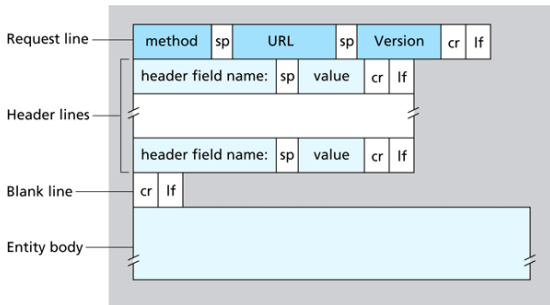 Request line method sp URL sp Version cr lf
header field name: sp value cr lf
Header lines
header field name: sp value cr lf
Blank line cr lf
Entity body